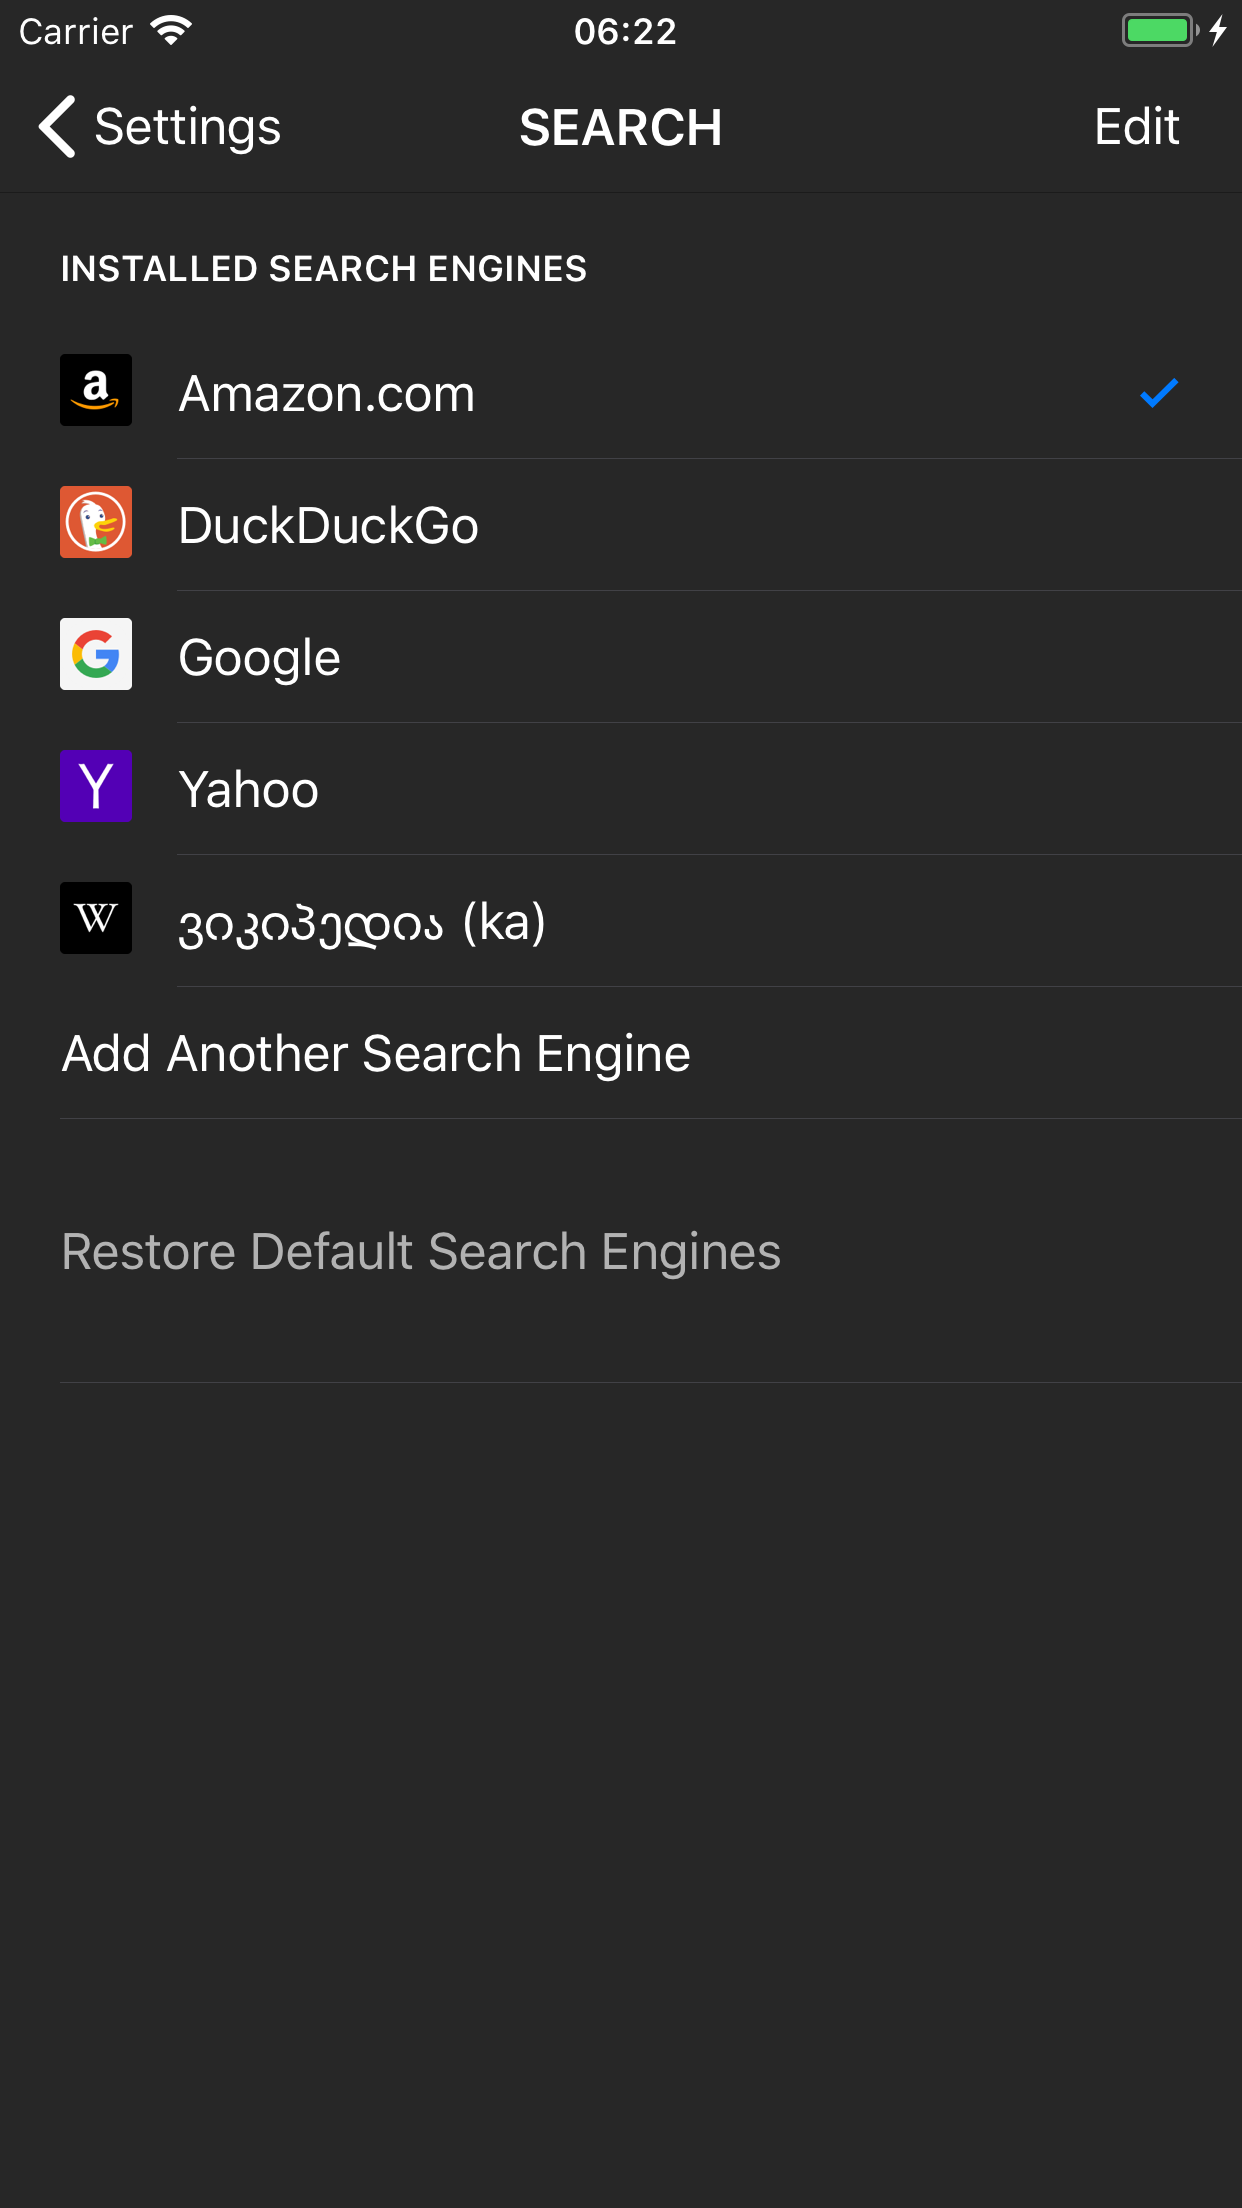 Carrier 06:22
Settings SEARCH Edit
INSTALLED SEARCH ENGINES
a Amazon.com
DuckDuckGo
G Google
Y Yahoo
W ვიკიპედია (ka)
Add Another Search Engine
Restore Default Search Engines